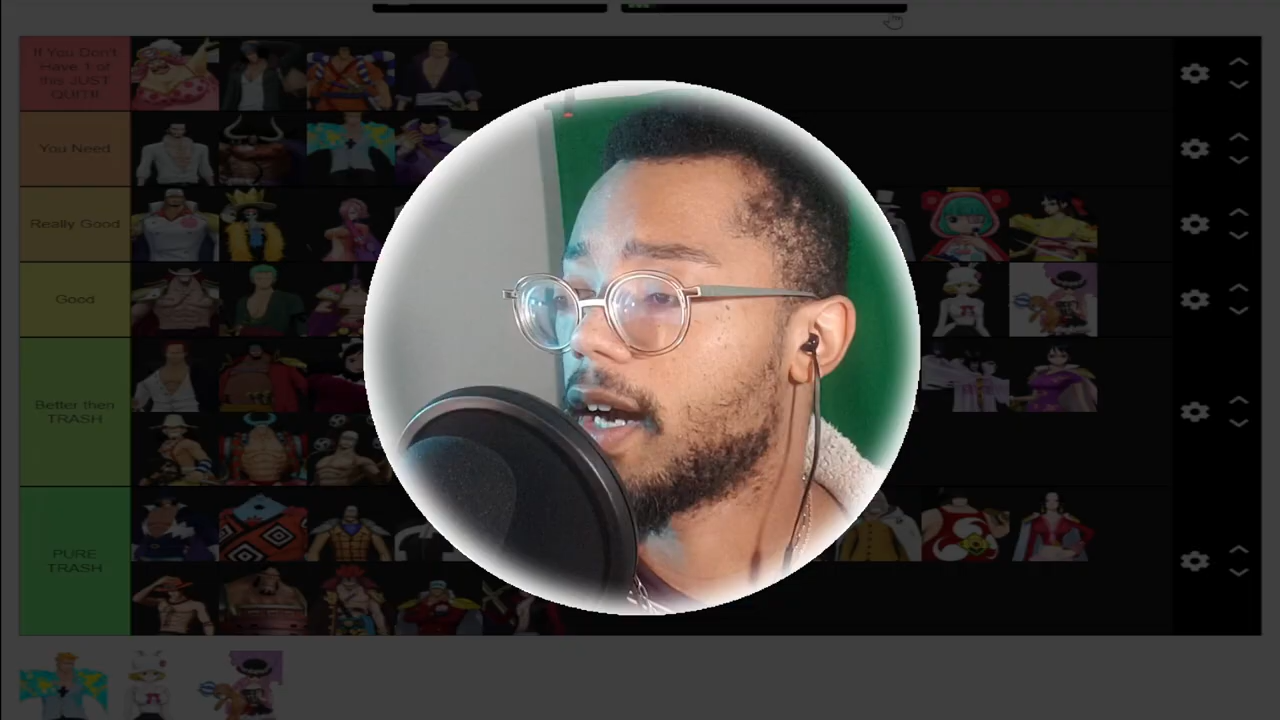 If You Don't
Have 1 of
this JUST
QUIT!!
You Need
Really Good
Good
Better then
TRASH
PURE
TRASH